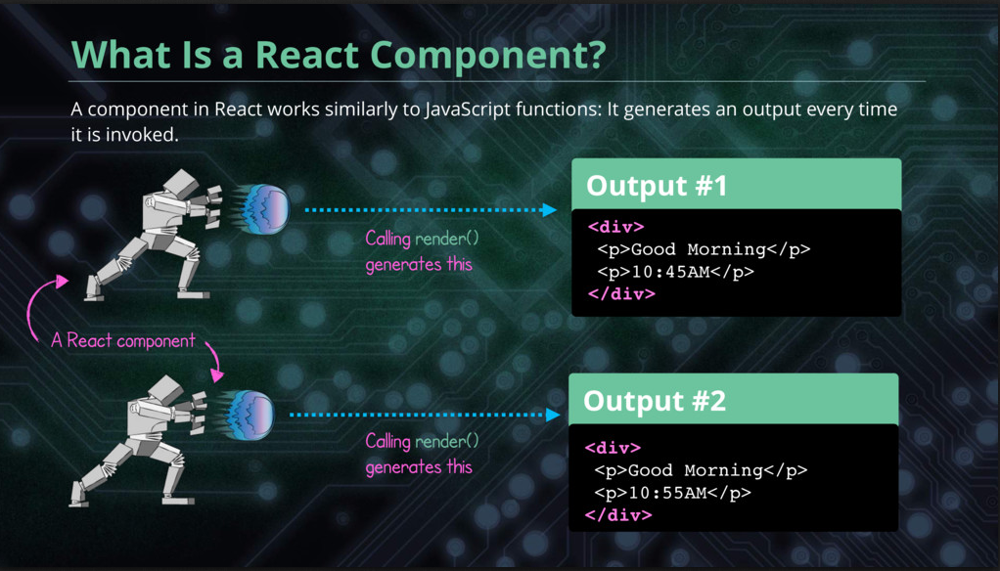 What Is a React Component?
A component in React works similarly to JavaScript functions: It generates an output every time
it is invoked.
Output #1
<div>
<p>Good Morning</p>
<p>10:45AM</p>
</div>
Calling render()
generates this
A React component
Output #2
<div>
<p>Good Morning</p>
<p>10:55AM</p>
</div>
Calling render()
generates this